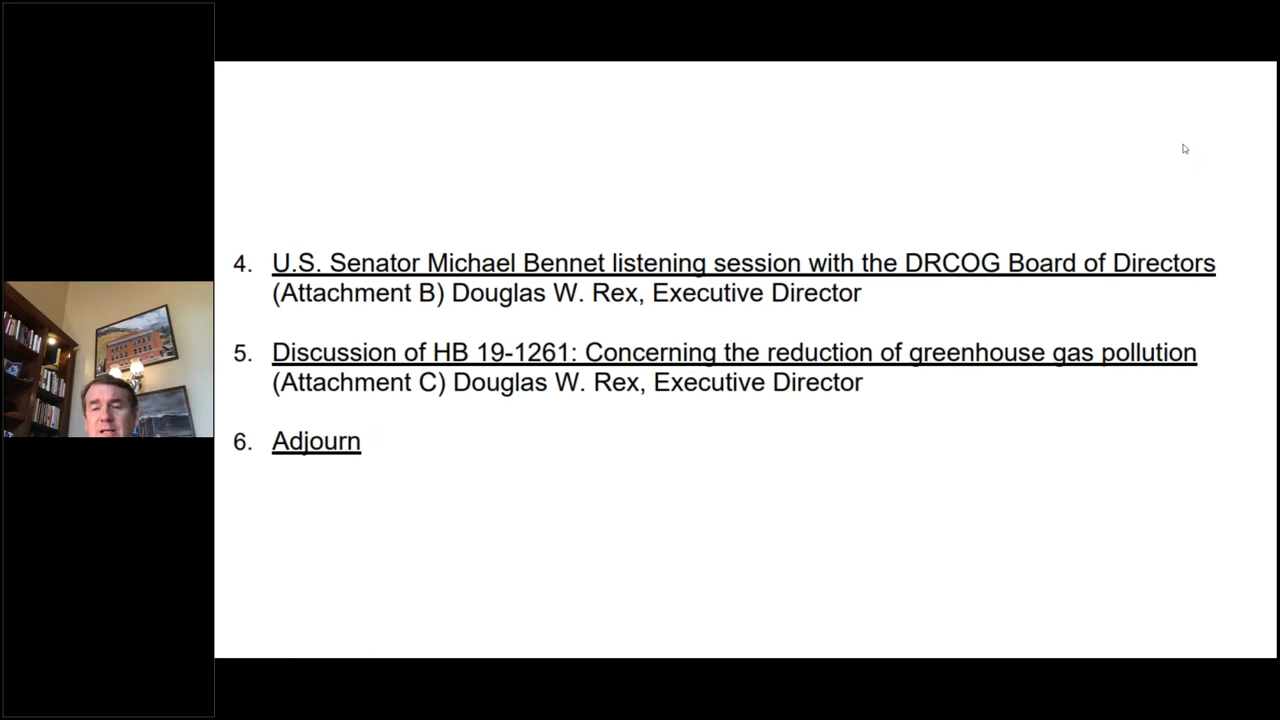 4. U.S. Senator Michael Bennet listening session with the DRCOG Board of Directors
(Attachment B) Douglas W. Rex, Executive Director
5. Discussion of HB 19-1261: Concerning the reduction of greenhouse gas pollution
(Attachment C) Douglas W. Rex, Executive Director
6. Adjourn